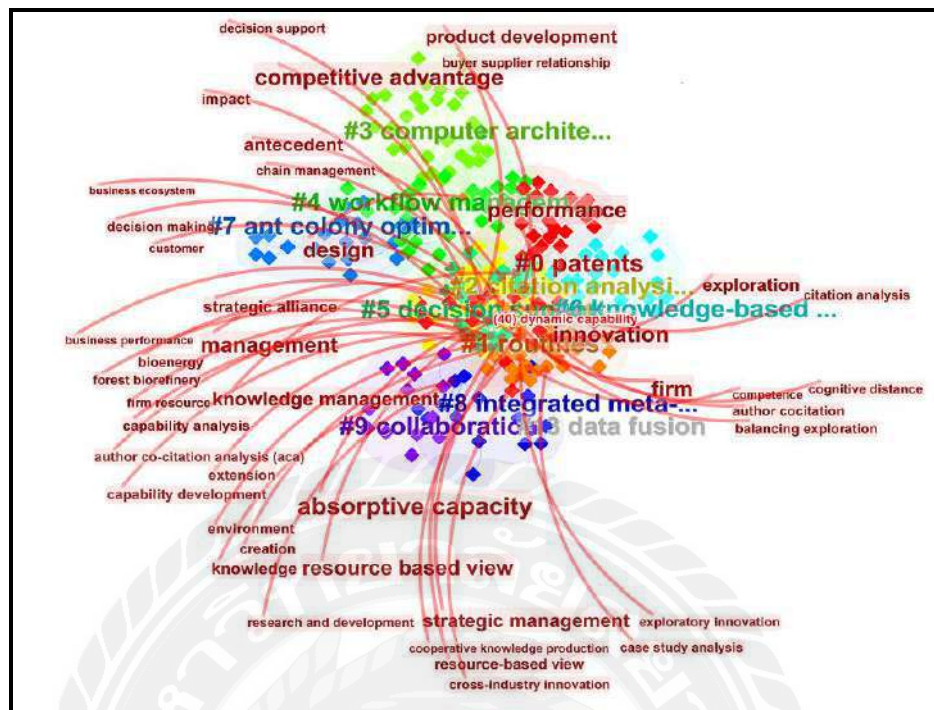 decision support
product development
buyer supplier relationship
competitive advantage
impact
#3 computer archite...
antecedent
chain management
business ecosystem
#4 workflow
performance
decision making
#7 ant colony optim...
customer
design
#0 patents
#2 citation analysi...
exploration
citation analysis
strategic alliance
#5 decision
knowledge-based ...
(40) dynamic capability
innovation
business performance
management
#1 routines
bioenergy
forest biorefinery
firm
cognitive distance
competence
firm resource
knowledge management
#8 integrated meta-...
author cocitation
capability analysis
#9 collaboratio
data fusion
balancing exploration
author co-citation analysis (aca)
extension
capability development
absorptive capacity
environment
creation
knowledge
resource based view
research and development
strategic management
exploratory innovation
cooperative knowledge production
case study analysis
resource-based view
cross-industry innovation